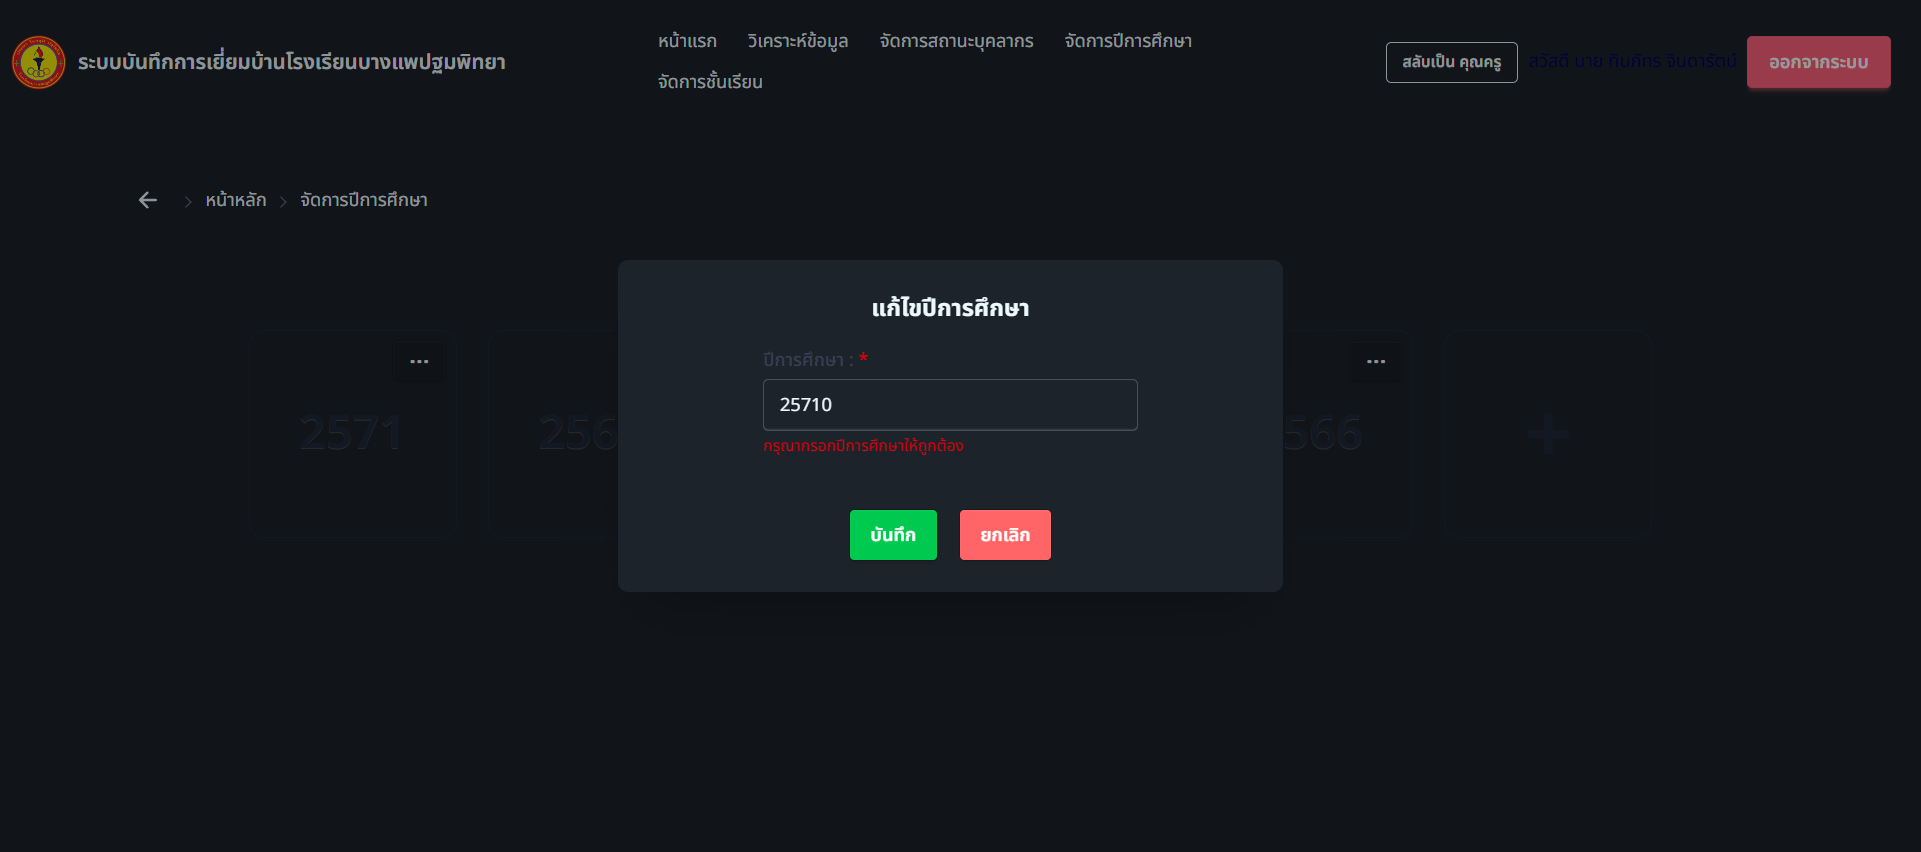 ระบบบันทึกการเยี่ยมบ้านโรงเรียนบางแพปฐมพิทยา
หน้าแรก วิเคราะห์ข้อมูล จัดการสถานะบุคลากร จัดการปีการศึกษา
จัดการชั้นเรียน
สลับเป็น คุณครู
สวัสดี นาย ทินภัทร จินดารัตน์
ออกจากระบบ
หน้าหลัก จัดการปีการศึกษา
แก้ไขปีการศึกษา
ปีการศึกษา : *
25710
กรุณากรอกปีการศึกษาให้ถูกต้อง
บันทึก ยกเลิก
2571 256 566 +